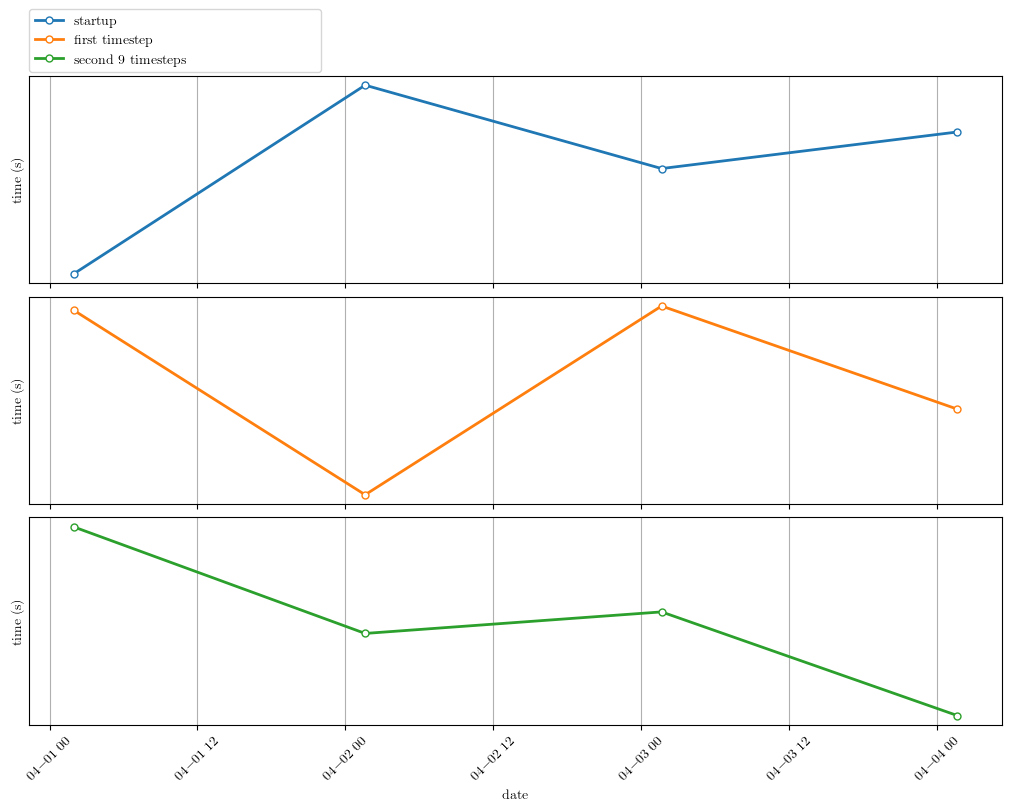 startup
first timestep
second 9 timesteps
time (s)
time (s)
time (s)
04−01 00
04−01 12
04−02 00
04−02 12
04−03 00
04−03 12
04−04 00
date